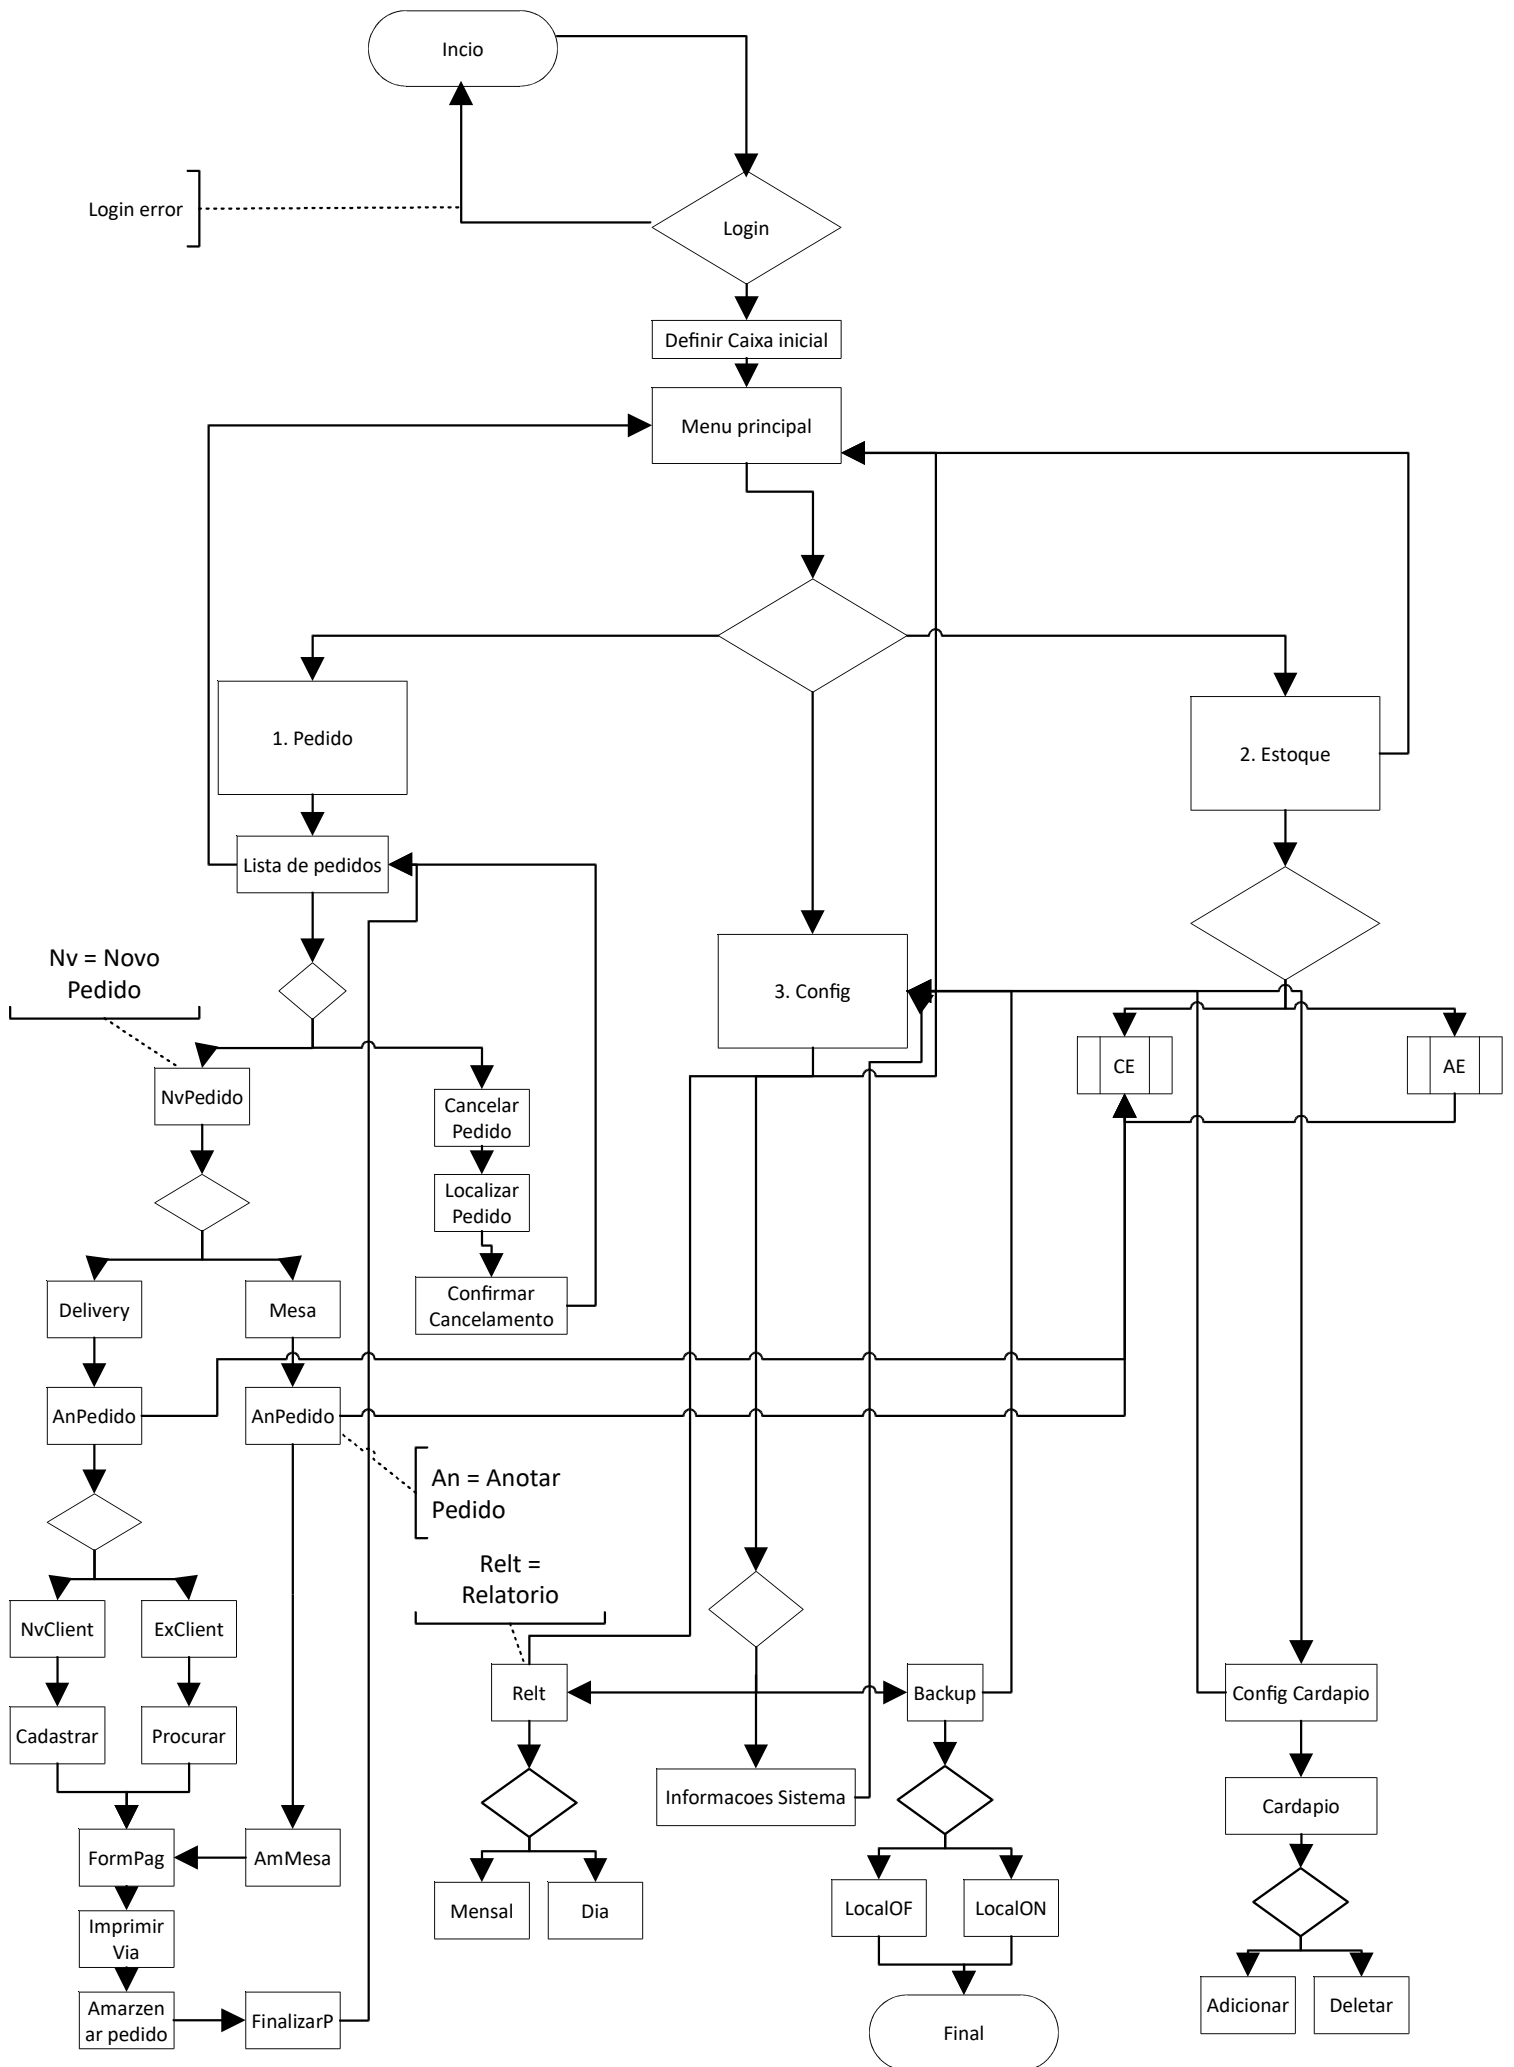 Incio
Login error
Login
Definir Caixa inicial
Menu principal
1. Pedido
2. Estoque
Lista de pedidos
Nv = Novo
Pedido
3. Config
CE
AE
NvPedido
Cancelar
Pedido
Localizar
Pedido
Delivery
Mesa
Confirmar
Cancelamento
AnPedido
AnPedido
An = Anotar
Pedido
Relt =
Relatorio
NvClient
ExClient
Relt
Backup
Config Cardapio
Cadastrar
Procurar
Informacoes Sistema
Cardapio
FormPag
AmMesa
Mensal
Dia
LocalOF
LocalON
Imprimir
Via
Adicionar
Deletar
Amarzen
ar pedido
FinalizarP
Final